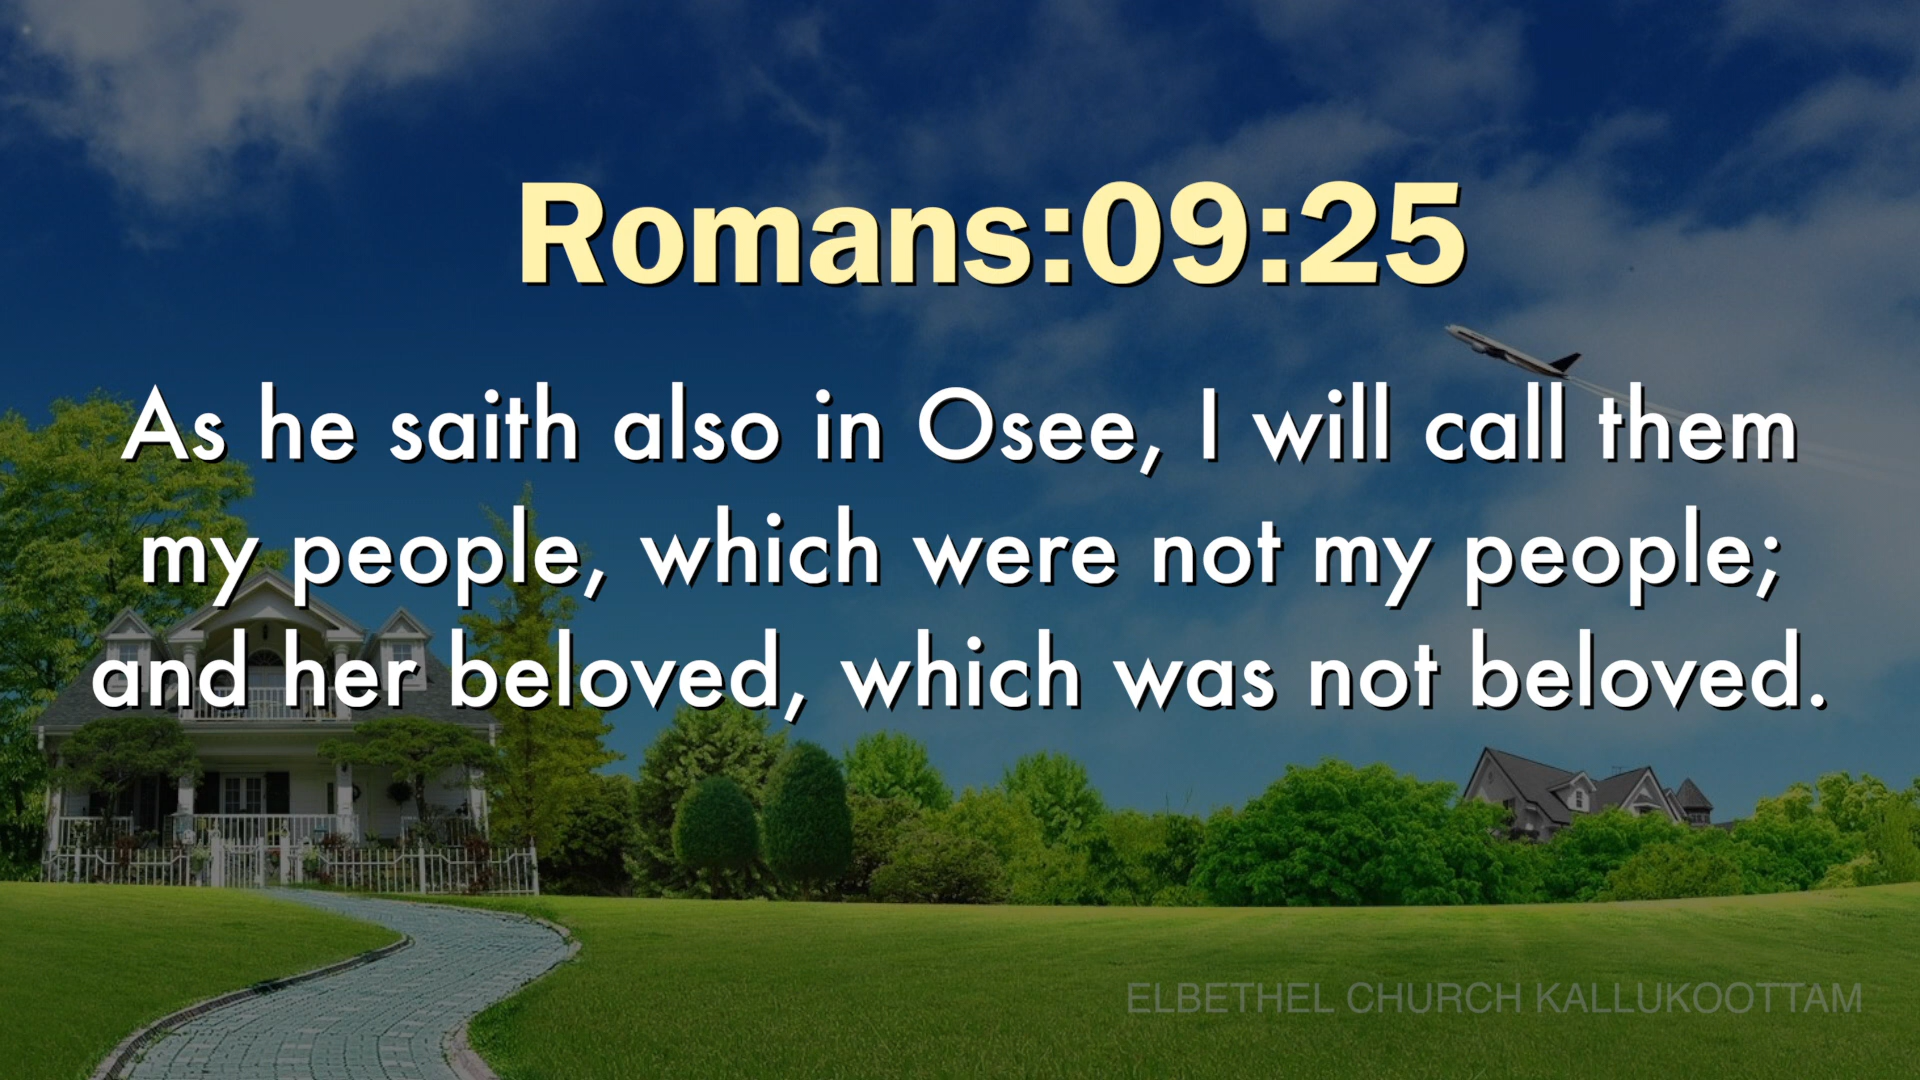 Romans:09:25
As he saith also in Osee, I will call them
my people, which were not my people;
and her beloved, which was not beloved.
ELBETHEL CHURCH KALLUKOOTTAM